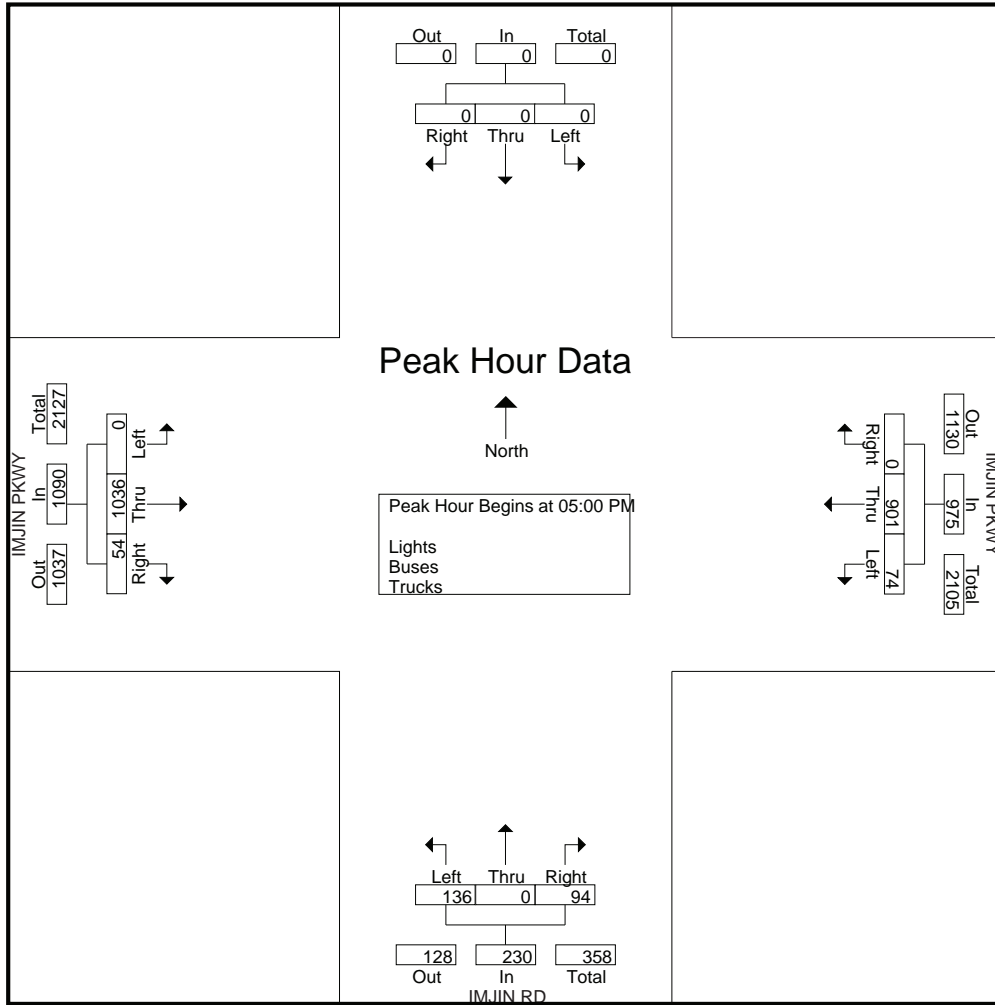 Out In Total
0 0 0
0 0 0
Right Thru Left
Peak Hour Data
North
Peak Hour Begins at 05:00 PM
Lights
Buses
Trucks
IMJIN PKWY
Out In Total
1037 1090 2127
54 1036 0
Right Thru Left
IMJIN PKWY
Out In Total
1130 975 2105
0 901 74
Right Thru Left
Left Thru Right
136 0 94
128 230 358
Out In Total
IMJIN RD